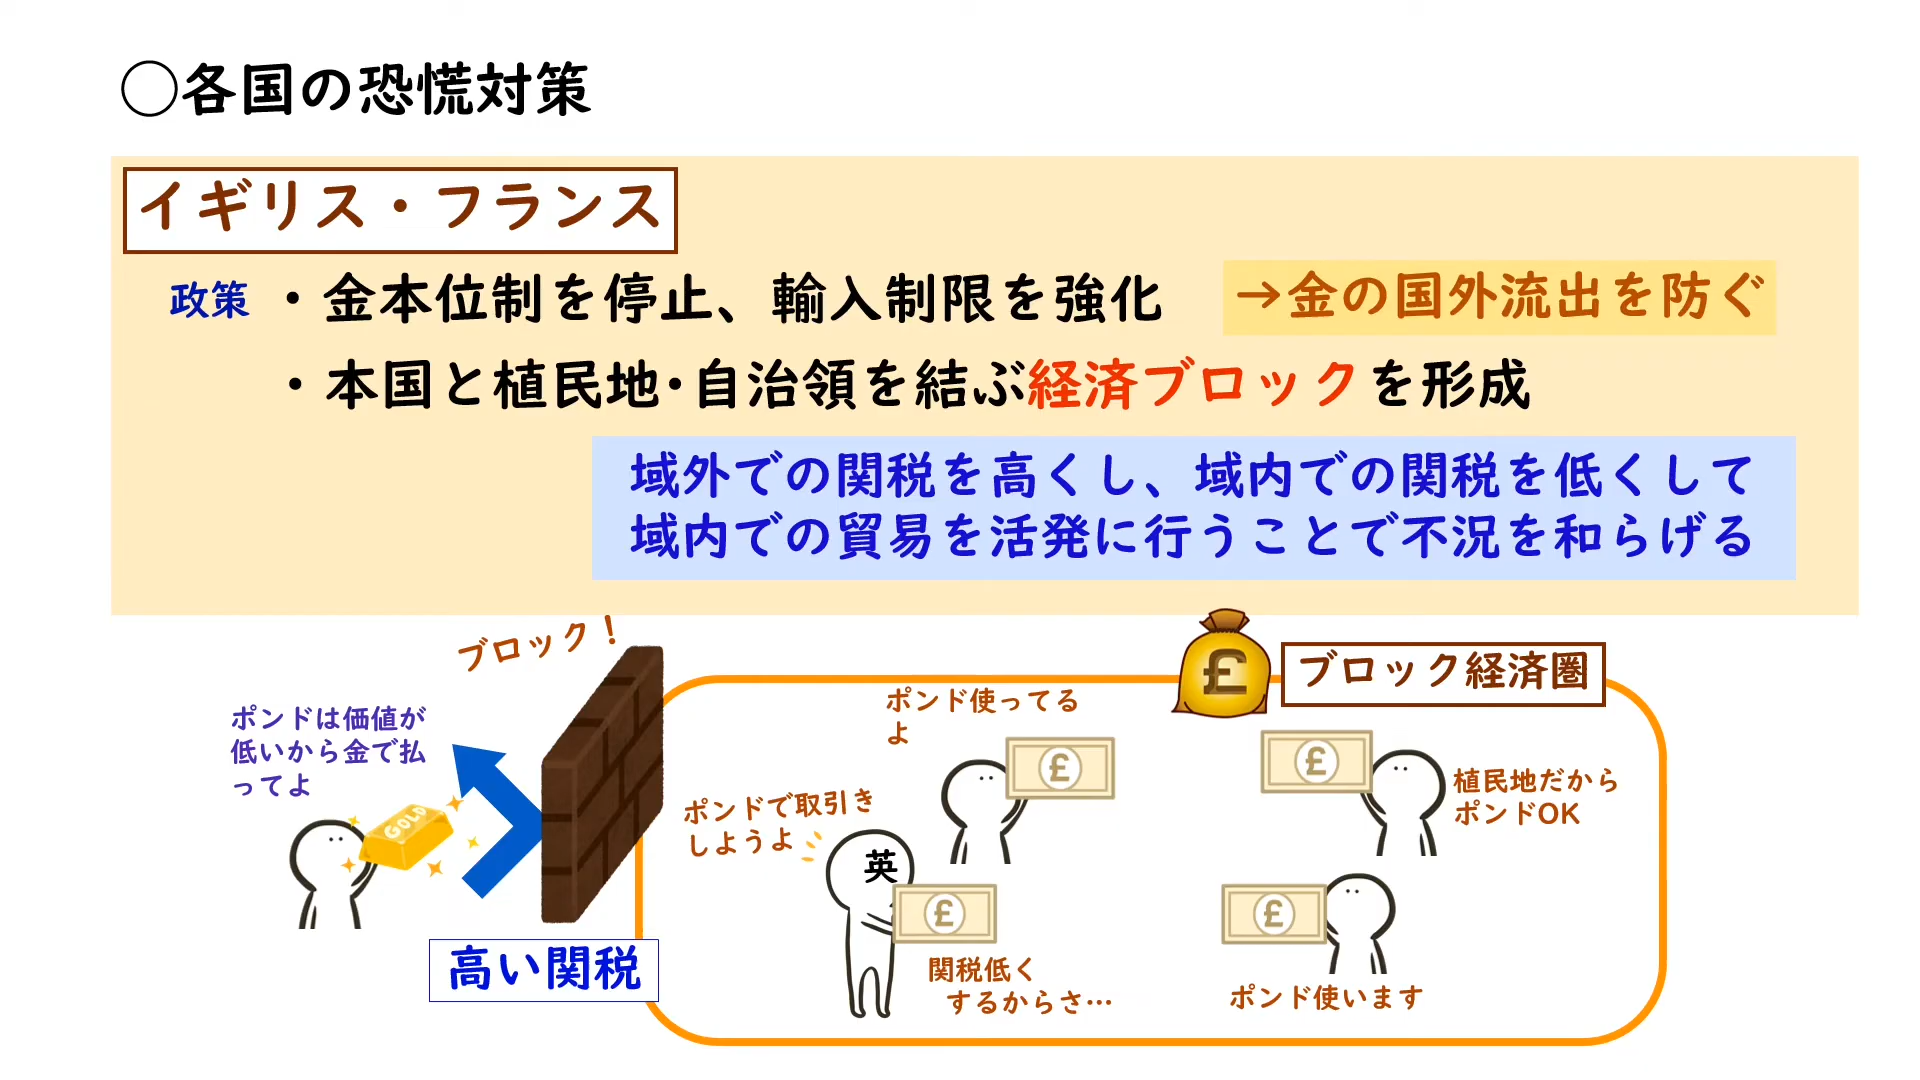 ○各国の恐慌対策
イギリス・フランス
政策 ・金本位制を停止、輸入制限を強化 →金の国外流出を防ぐ
・本国と植民地・自治領を結ぶ経済ブロックを形成
域外での関税を高くし、域内での関税を低くして
域内での貿易を活発に行うことで不況を和らげる
ブロック！
£
ブロック経済圏
ポンドは価値が
低いから金で払
ってよ
GOLD
高い関税
ポンド使ってる
よ
£
£
植民地だから
ポンドOK
ポンドで取引き
しようよ
英
£
関税低く
するからさ…
£
ポンド使います